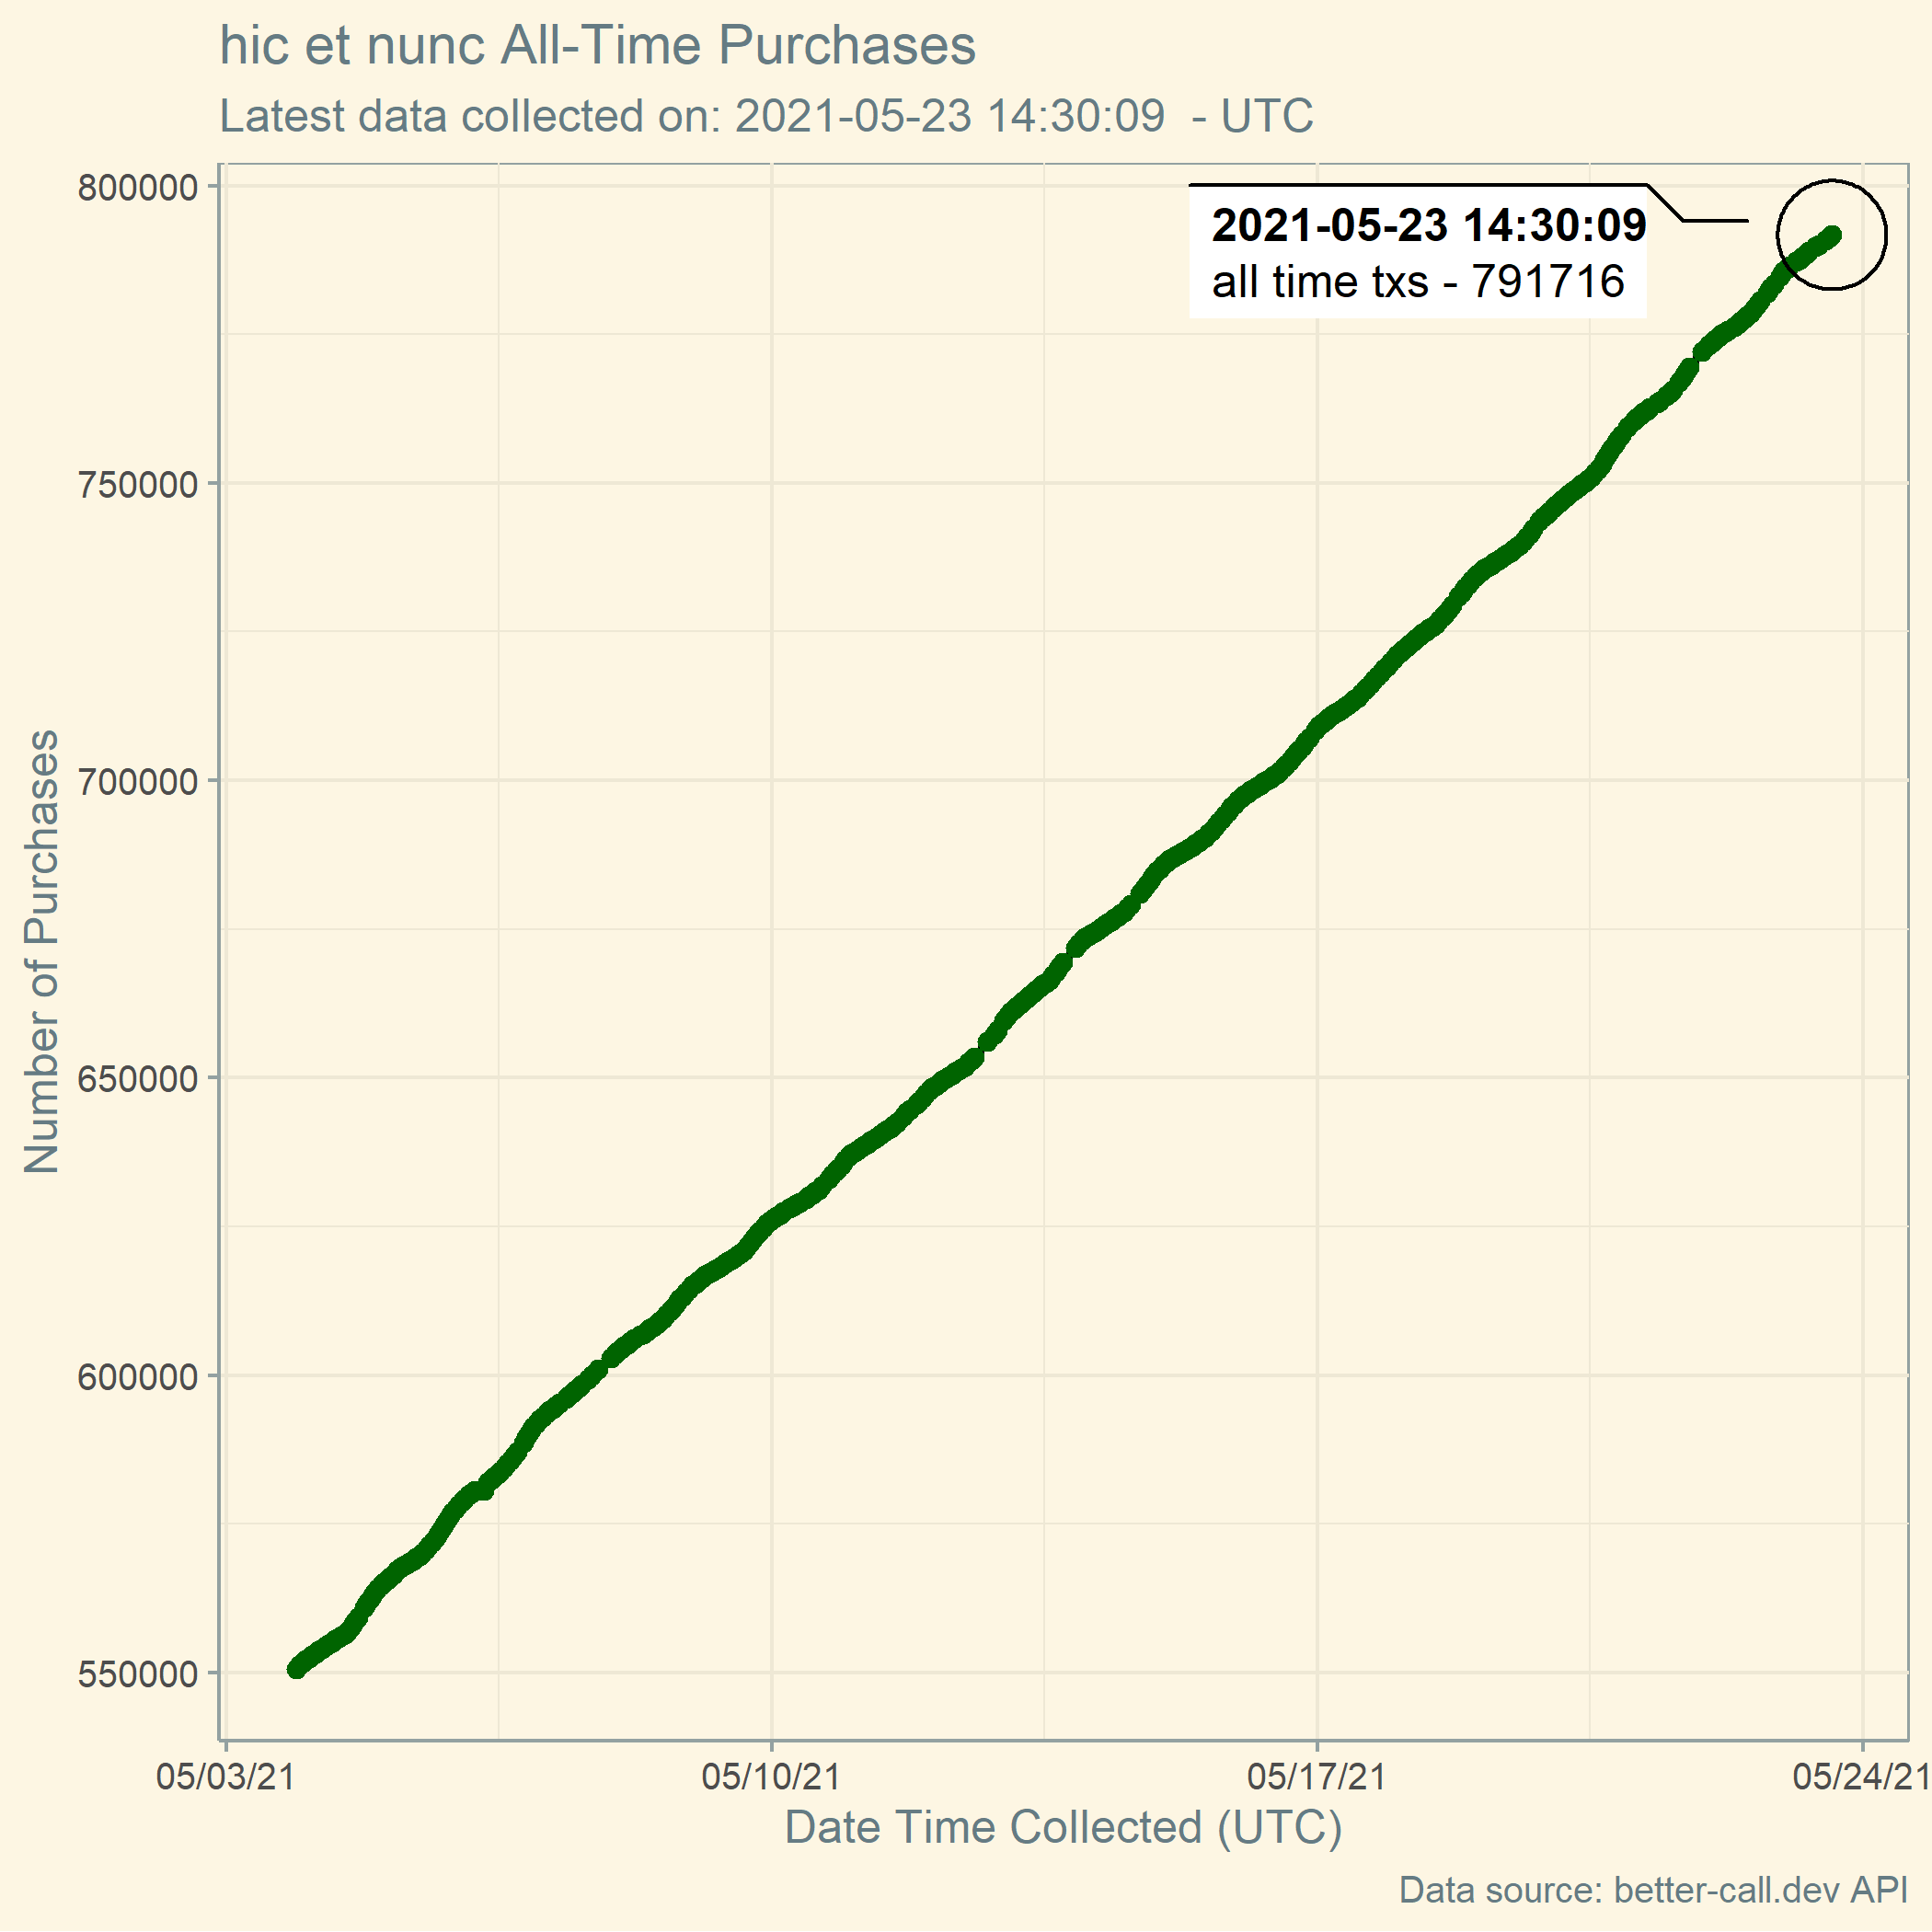 hic et nunc All-Time Purchases
Latest data collected on: 2021-05-23 14:30:09  - UTC
800000
750000
700000
650000
600000
550000
Number of Purchases
2021-05-23 14:30:09
all time txs - 791716
05/03/21
05/10/21
05/17/21
05/24/21
Date Time Collected (UTC)
Data source: better-call.dev API